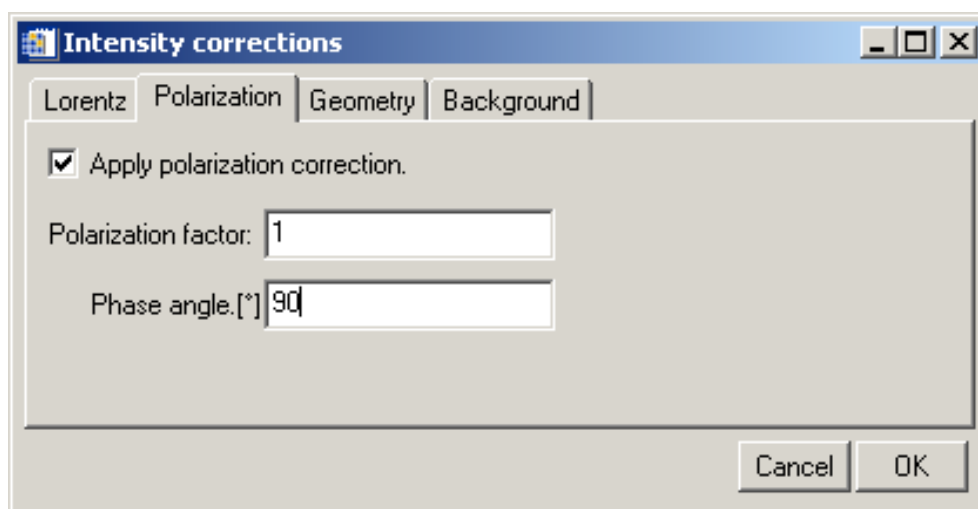 Intensity corrections
Lorentz Polarization Geometry Background
Apply polarization correction.
Polarization factor: 1
Phase angle.[°] 90
Cancel OK